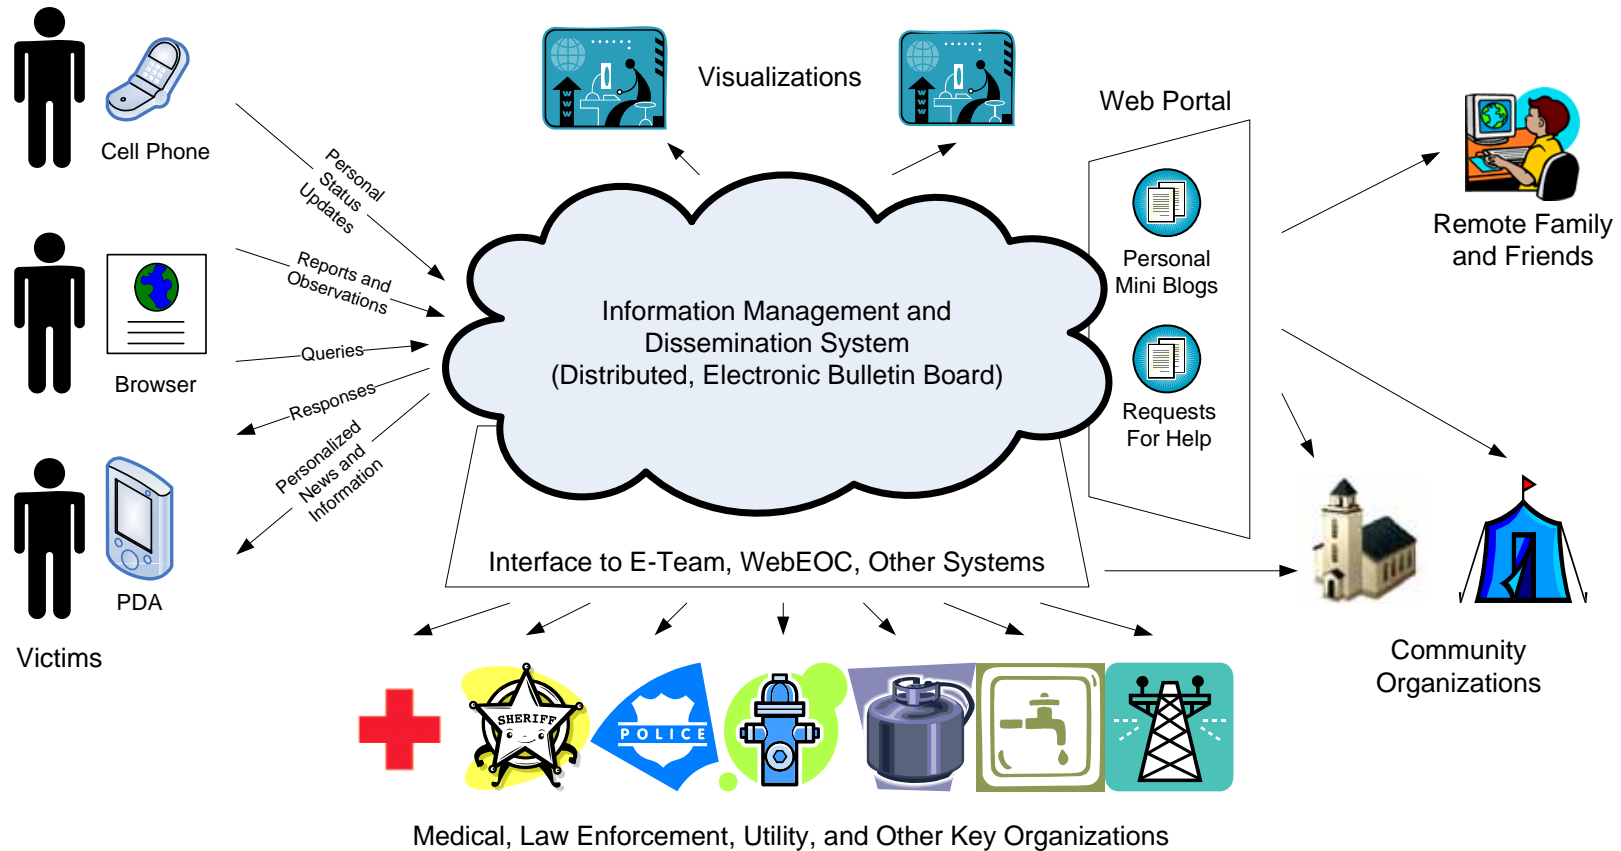 Visualizations
Web Portal
Cell Phone
Personal
Status
Updates
Reports and
Observations
Queries
Responses
Personalized
News and
Information
Browser
PDA
Victims
Information Management and
Dissemination System
(Distributed, Electronic Bulletin Board)
Personal
Mini Blogs
Requests
For Help
Remote Family
and Friends
Interface to E-Team, WebEOC, Other Systems
Community
Organizations
W
W
W
W
W
W
SHERIFF
POLICE
Medical, Law Enforcement, Utility, and Other Key Organizations